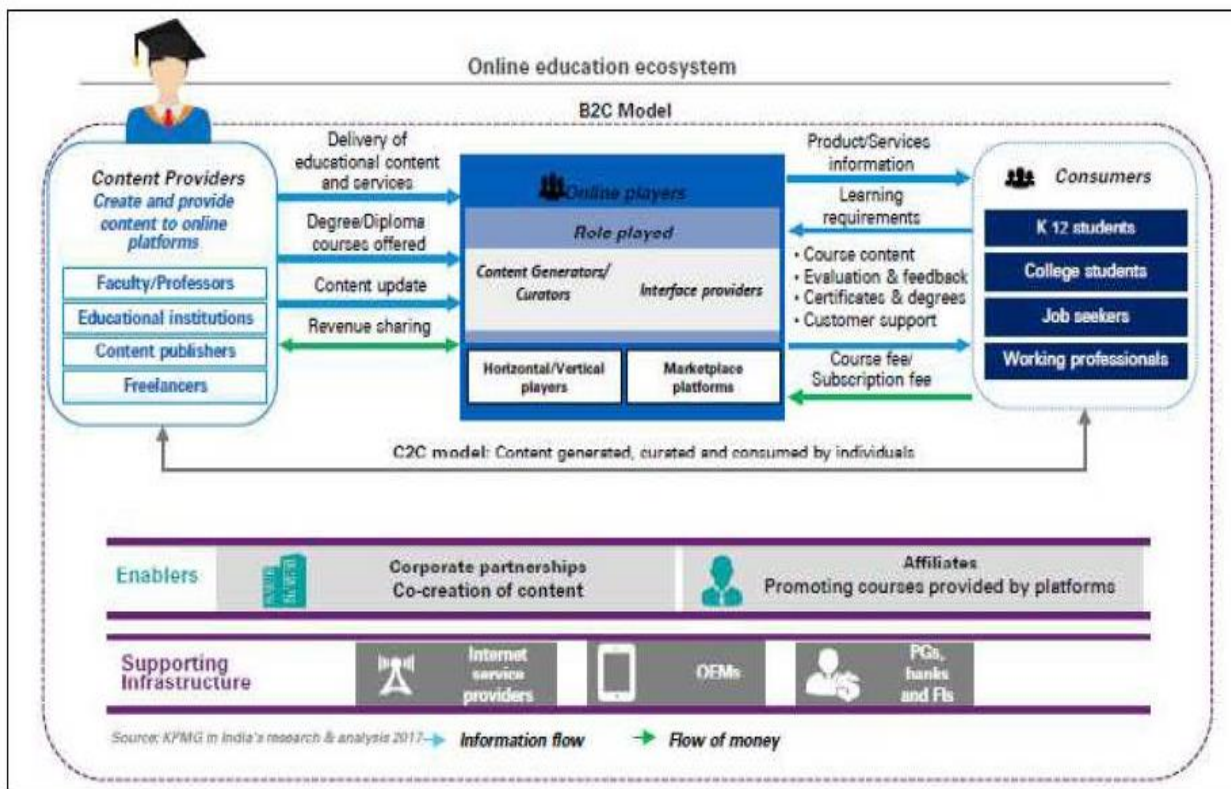 Online education ecosystem
B2C Model
Content Providers
Create and provide
content to online
platforms
Faculty/Professors
Educational institutions
Content publishers
Freelancers
Delivery of
educational content
and services
Degree/Diploma
courses offered
Content update
Revenue sharing
Online players
Role played
Content Generators/
Curators
Interface providers
Horizontal/Vertical
players
Marketplace
platforms
Product/Services
information
Learning
requirements
• Course content
• Evaluation & feedback
• Certificates & degrees
• Customer support
Course fee/
Subscription fee
Consumers
K 12 students
College students
Job seekers
Working professionals
C2C model: Content generated, curated and consumed by individuals
Enablers
Corporate partnerships
Co-creation of content
Affiliates
Promoting courses provided by platforms
Supporting
Infrastructure
Internet
service
providers
OEMs
PGs,
banks
and FIs
Source: KPMG in India's research & analysis 2017
Information flow
Flow of money